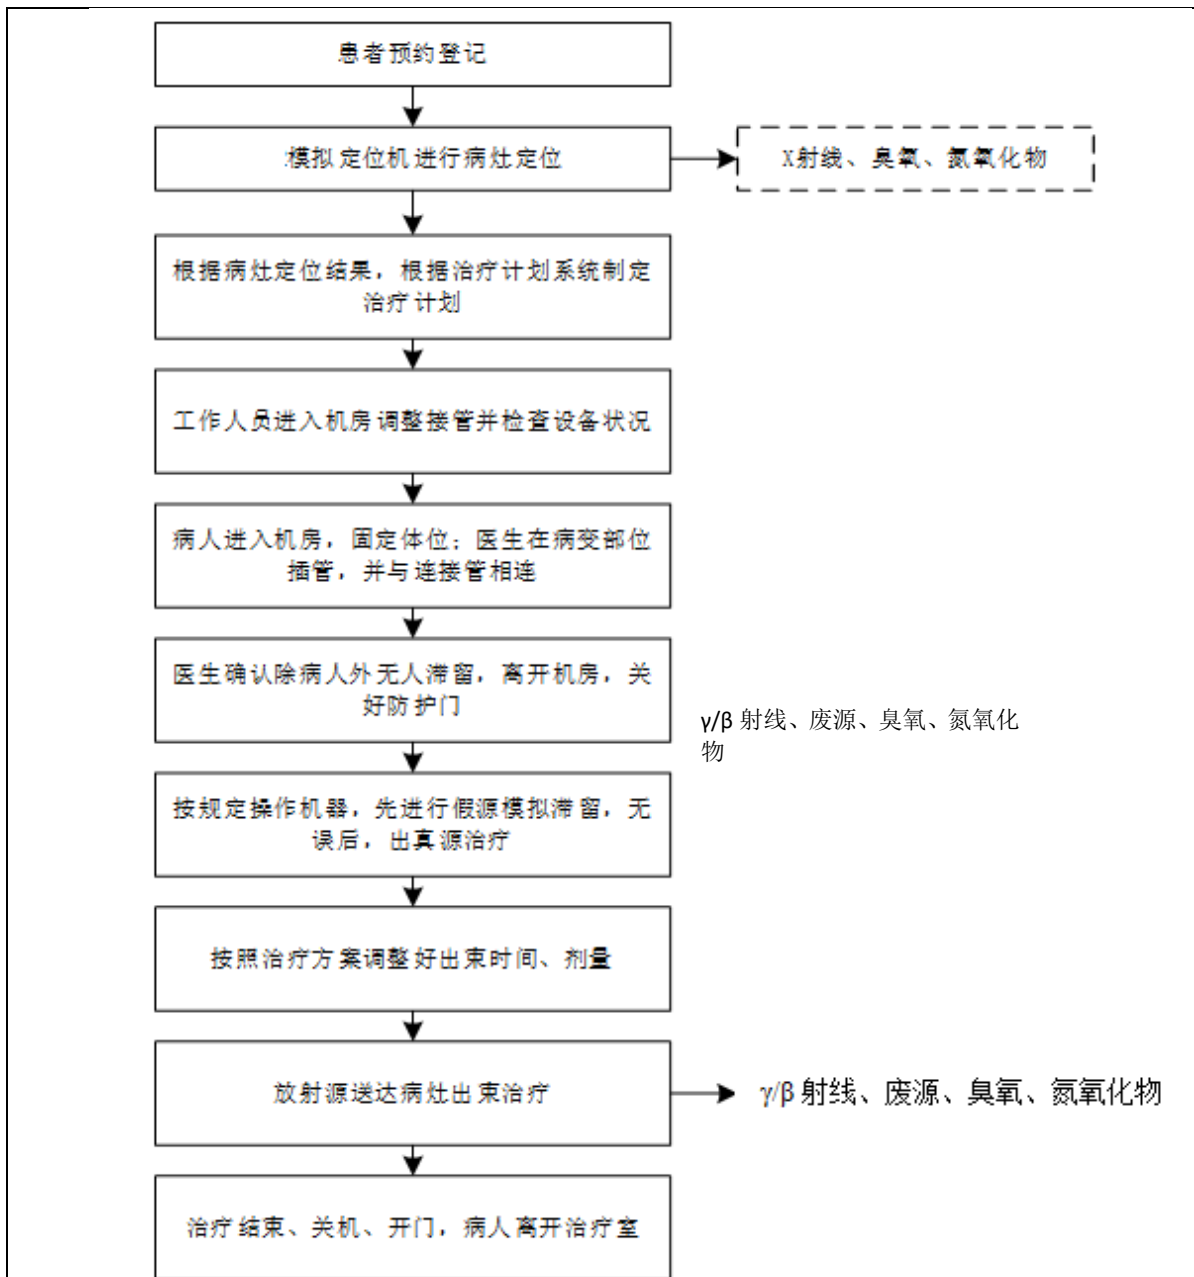 患者预约登记
模拟定位机进行病灶定位
X射线、臭氧、氮氧化物
根据病灶定位结果，根据治疗计划系统制定
治疗计划
工作人员进入机房调整接管并检查设备状况
病人进入机房，固定体位；医生在病变部位
插管，并与连接管相连
医生确认除病人外无人滞留，离开机房，关
好防护门
γ/β 射线、废源、臭氧、氮氧化
物
按规定操作机器，先进行假源模拟滞留，无
误后，出真源治疗
按照治疗方案调整好出束时间、剂量
放射源送达病灶出束治疗
γ/β 射线、废源、臭氧、氮氧化物
治疗结束、关机、开门，病人离开治疗室